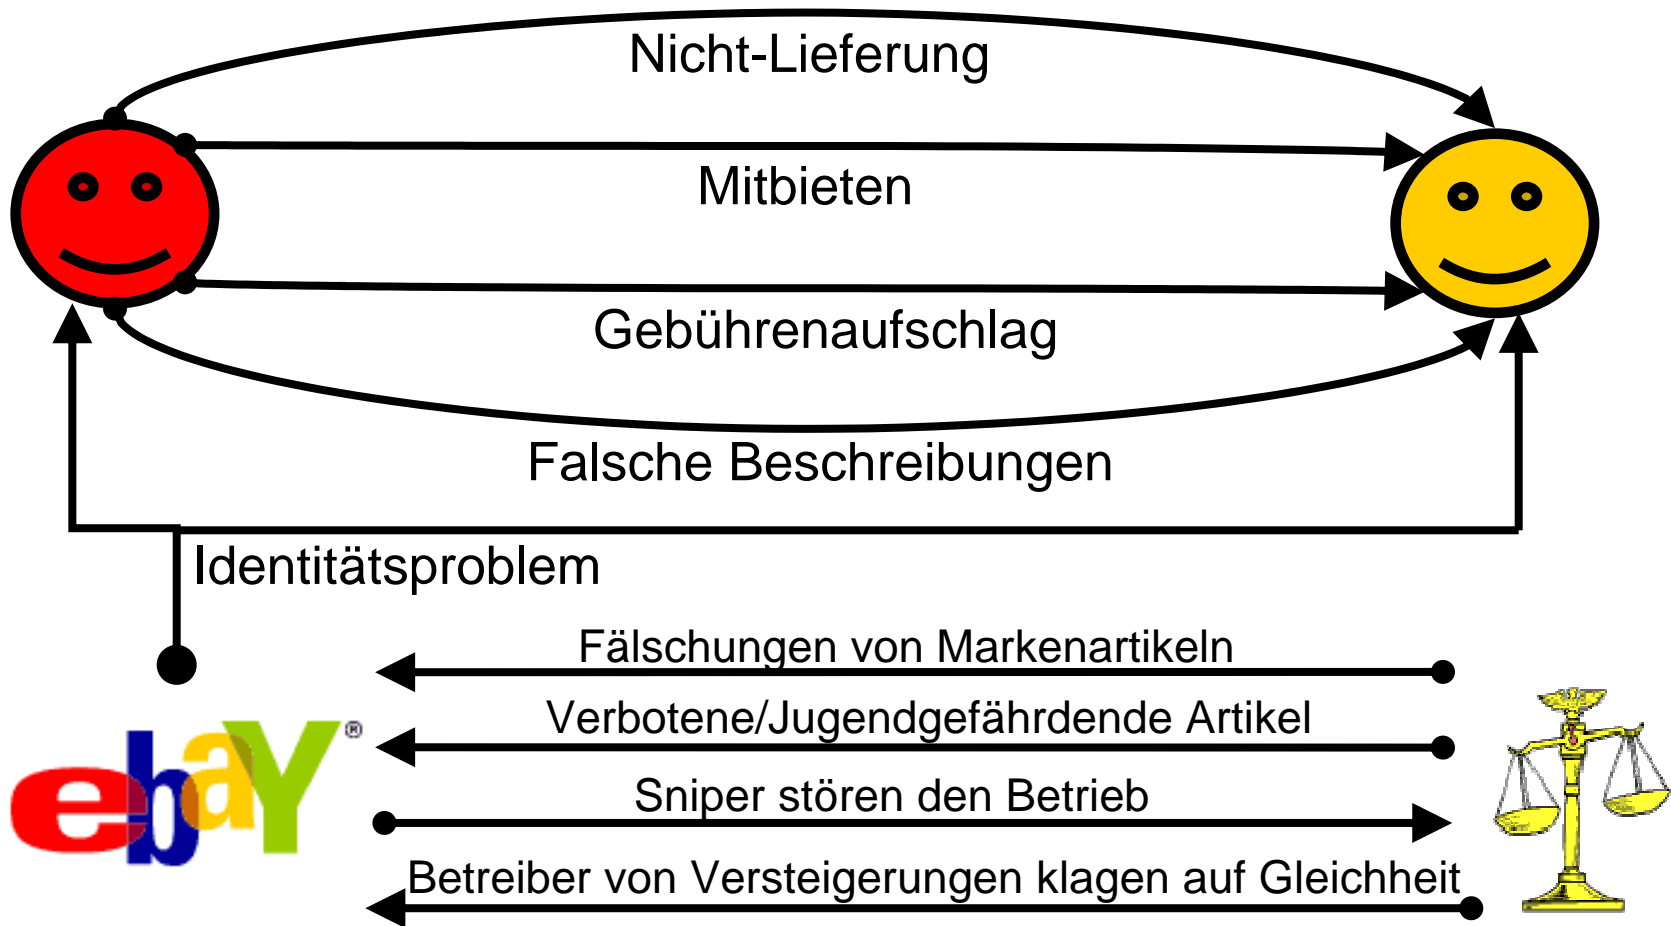 Nicht-Lieferung
Mitbieten
Gebührenaufschlag
Falsche Beschreibungen
Identitätsproblem
Fälschungen von Markenartikeln
Verbotene/Jugendgefährdende Artikel
ebaY®
Sniper stören den Betrieb
Betreiber von Versteigerungen klagen auf Gleichheit